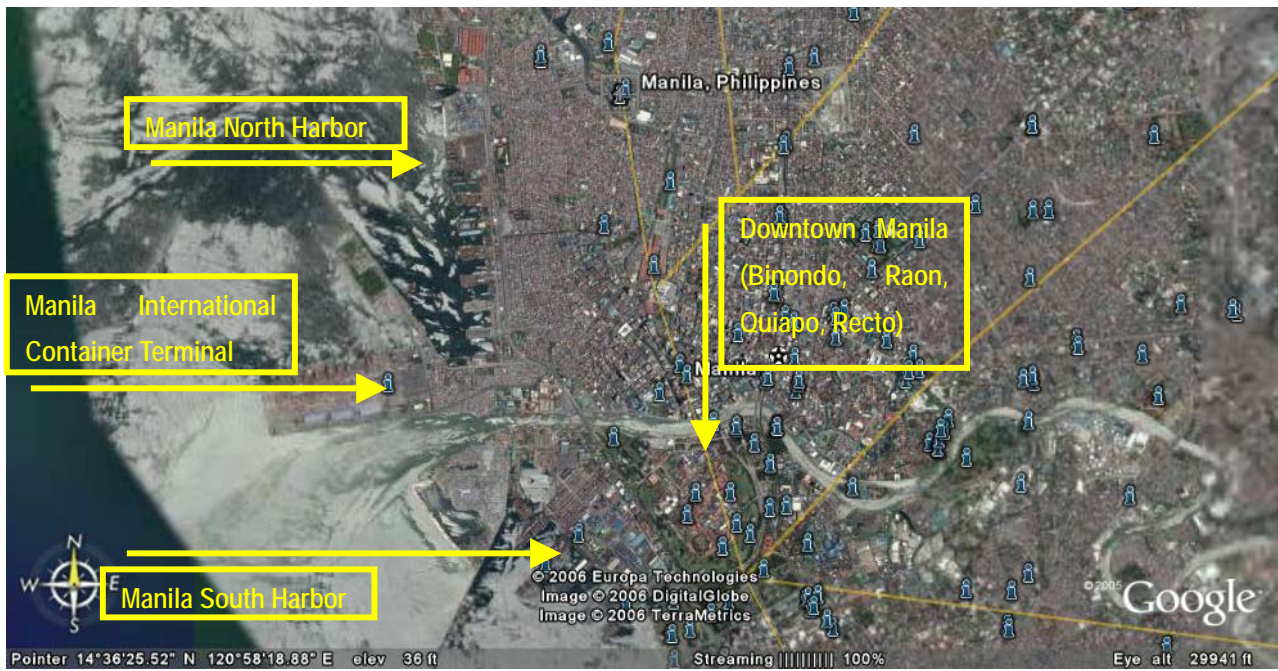 Manila, Philippines
Manila North Harbor
Downtown Manila
(Binondo, Raon,
Quiapo, Recto)
Manila International
Container Terminal
Manila
Manila South Harbor
N
W E
S
© 2006 Europa Technologies
Image © 2006 DigitalGlobe
Image © 2006 TerraMetrics
©2005 Google
Pointer 14°36'25.52" N 120°58'18.88" E elev 36 ft Streaming |||||||||| 100% Eye alt 29941 ft